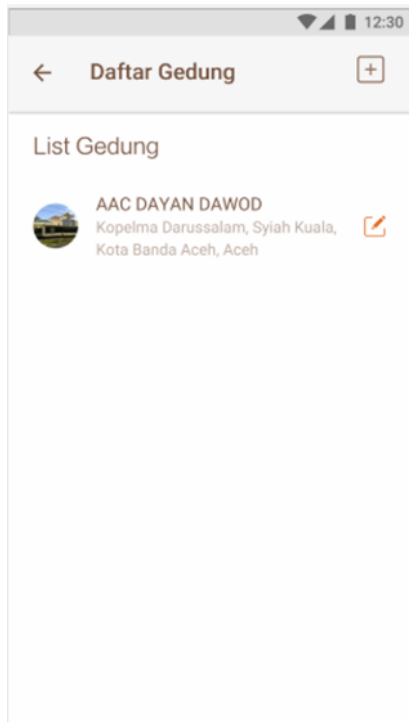 12:30
Daftar Gedung
List Gedung
AAC DAYAN DAWOD
Kopelma Darussalam, Syiah Kuala,
Kota Banda Aceh, Aceh